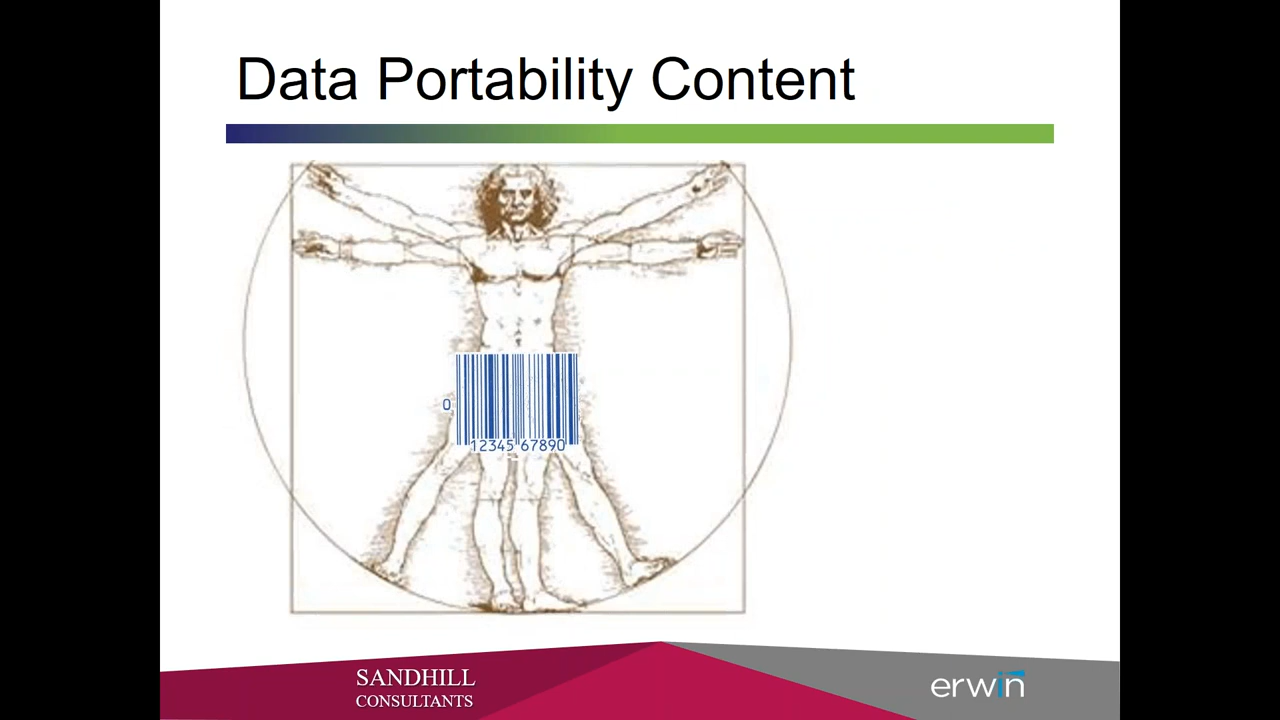 Data Portability Content
0
12345 67890
SANDHILL
CONSULTANTS
erwin